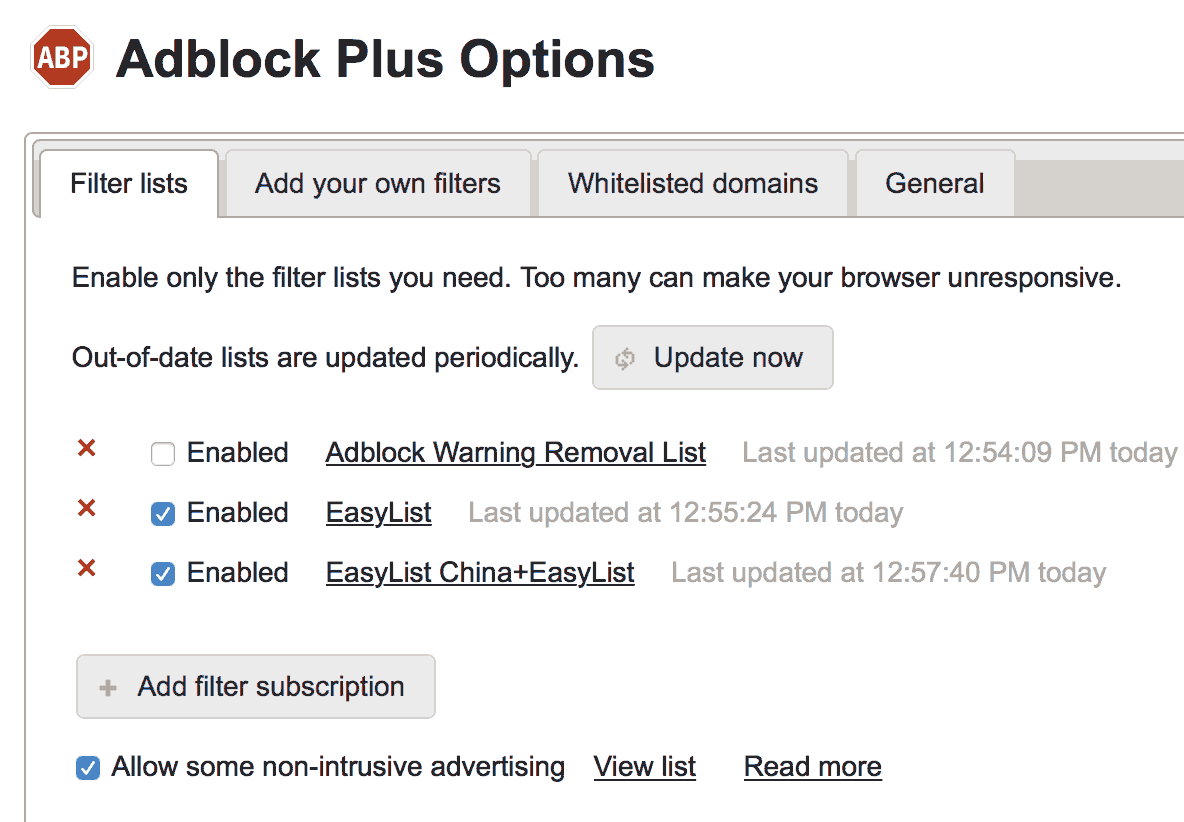 ABP Adblock Plus Options
Filter lists Add your own filters Whitelisted domains General
Enable only the filter lists you need. Too many can make your browser unresponsive.
Out-of-date lists are updated periodically. Update now
Enabled Adblock Warning Removal List Last updated at 12:54:09 PM today
Enabled EasyList Last updated at 12:55:24 PM today
Enabled EasyList China+EasyList Last updated at 12:57:40 PM today
Add filter subscription
Allow some non-intrusive advertising View list Read more